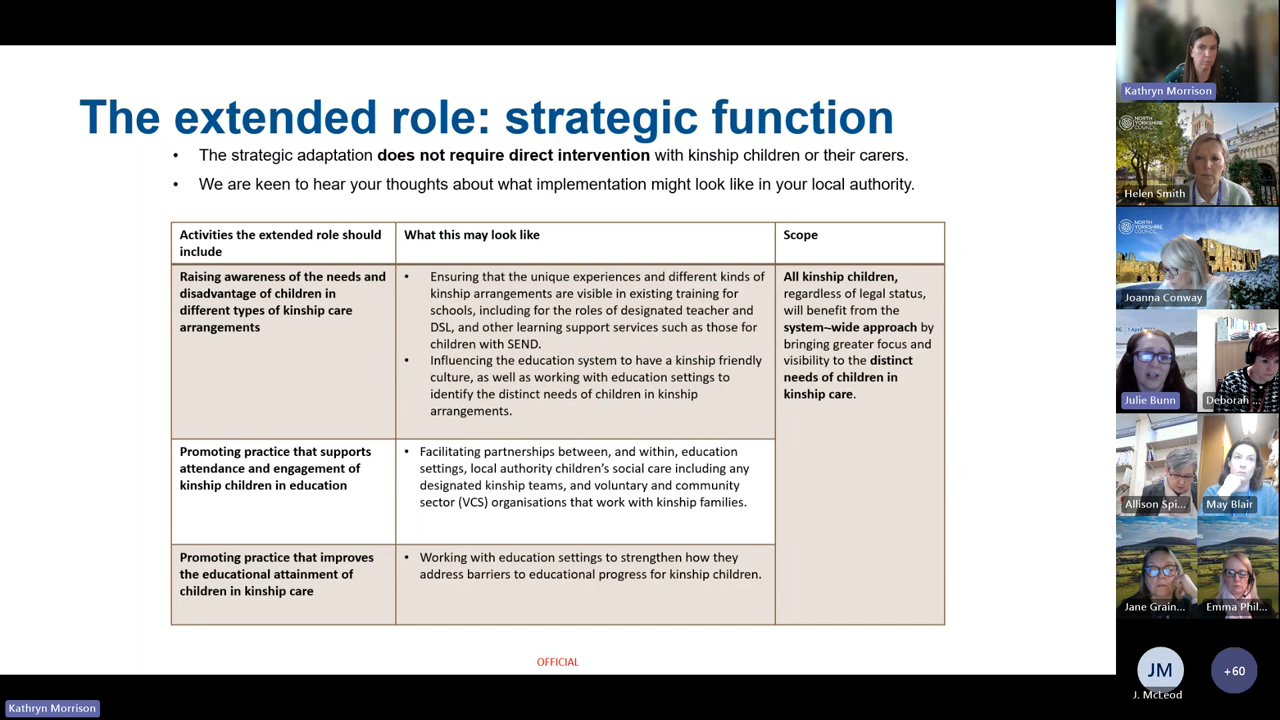 The extended role: strategic function
• The strategic adaptation does not require direct intervention with kinship children or their carers.
• We are keen to hear your thoughts about what implementation might look like in your local authority.
Activities the extended role should
include
What this may look like
Scope
Raising awareness of the needs and
disadvantage of children in
different types of kinship care
arrangements
• Ensuring that the unique experiences and different kinds of
kinship arrangements are visible in existing training for
schools, including for the roles of designated teacher and
DSL, and other learning support services such as those for
children with SEND.
• Influencing the education system to have a kinship friendly
culture, as well as working with education settings to
identify the distinct needs of children in kinship
arrangements.
All kinship children,
regardless of legal status,
will benefit from the
system–wide approach by
bringing greater focus and
visibility to the distinct
needs of children in
kinship care.
Promoting practice that supports
attendance and engagement of
kinship children in education
• Facilitating partnerships between, and within, education
settings, local authority children’s social care including any
designated kinship teams, and voluntary and community
sector (VCS) organisations that work with kinship families.
Promoting practice that improves
the educational attainment of
children in kinship care
• Working with education settings to strengthen how they
address barriers to educational progress for kinship children.
OFFICIAL
Kathryn Morrison
Kathryn Morrison
NORTH
YORKSHIRE
COUNCIL
Helen Smith
NORTH
YORKSHIRE
COUNCIL
Joanna Conway
Julie Bunn
Deborah ...
Allison Spi...
May Blair
Jane Grain...
Emma Phil...
JM
J. McLeod
+60